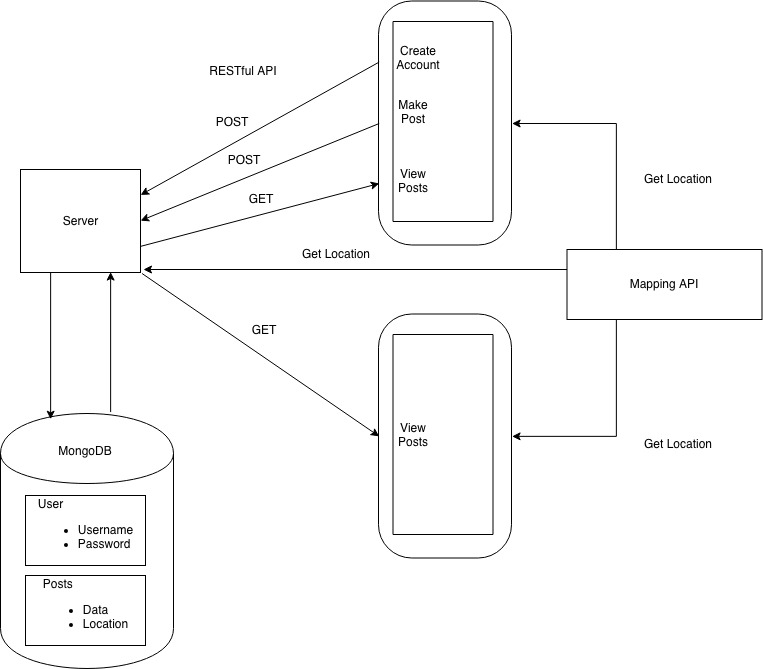 Create
Account
RESTful API
Make
Post
POST
POST
View
Posts
Get Location
GET
Server
Get Location
Mapping API
GET
View
Posts
Get Location
MongoDB
User
• Username
• Password
Posts
• Data
• Location